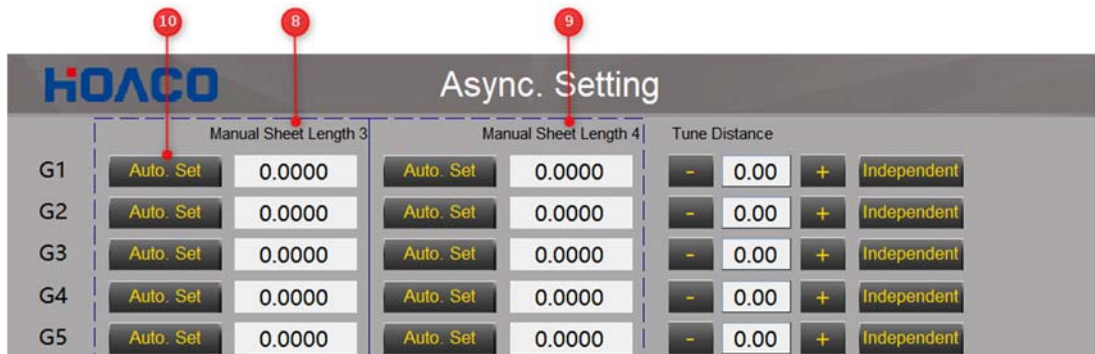 10 8 9
HOACO Async. Setting
Manual Sheet Length 3 Manual Sheet Length 4 Tune Distance
G1 Auto. Set 0.0000 Auto. Set 0.0000 - 0.00 + Independent
G2 Auto. Set 0.0000 Auto. Set 0.0000 - 0.00 + Independent
G3 Auto. Set 0.0000 Auto. Set 0.0000 - 0.00 + Independent
G4 Auto. Set 0.0000 Auto. Set 0.0000 - 0.00 + Independent
G5 Auto. Set 0.0000 Auto. Set 0.0000 - 0.00 + Independent